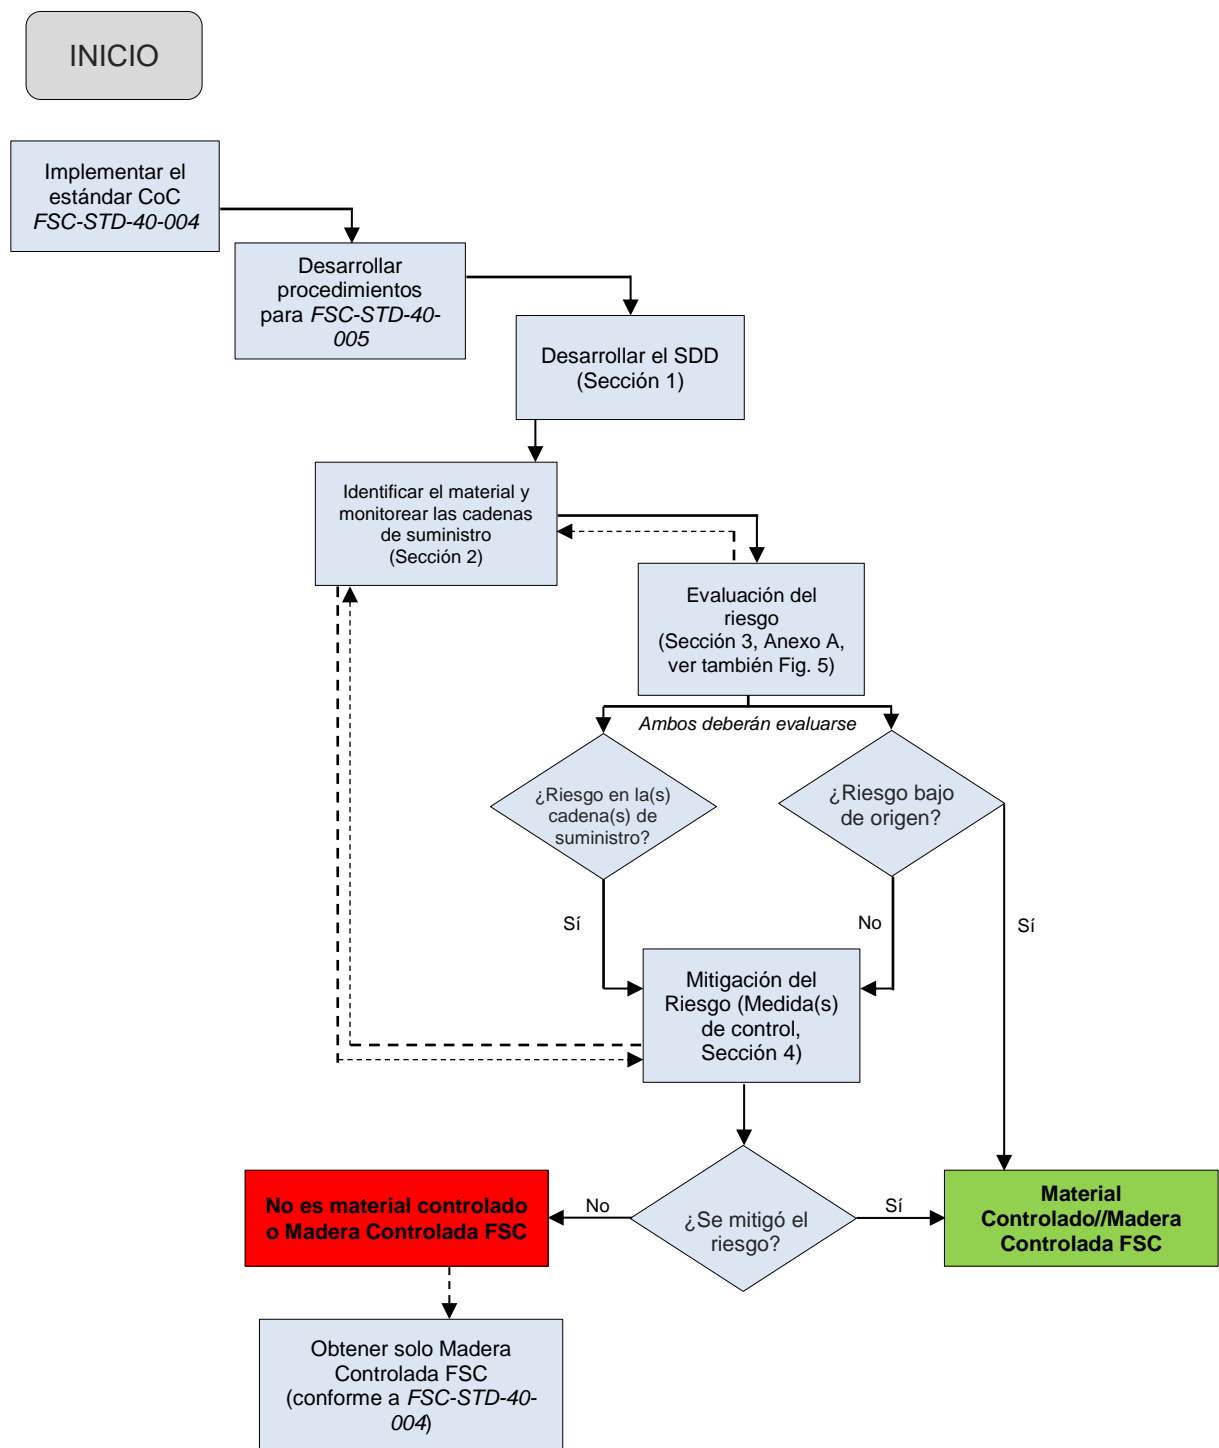 INICIO
Implementar el
estándar CoC
FSC-STD-40-004
Desarrollar
procedimientos
para FSC-STD-40-
005
Desarrollar el SDD
(Sección 1)
Identificar el material y
monitorear las cadenas
de suministro
(Sección 2)
Evaluación del
riesgo
(Sección 3, Anexo A,
ver también Fig. 5)
Ambos deberán evaluarse
¿Riesgo en la(s)
cadena(s) de
suministro?
¿Riesgo bajo
de origen?
Sí
No
Sí
Mitigación del
Riesgo (Medida(s)
de control,
Sección 4)
No es material controlado
o Madera Controlada FSC
No
¿Se mitigó el
riesgo?
Sí
Material
Controlado//Madera
Controlada FSC
Obtener solo Madera
Controlada FSC
(conforme a FSC-STD-40-
004)